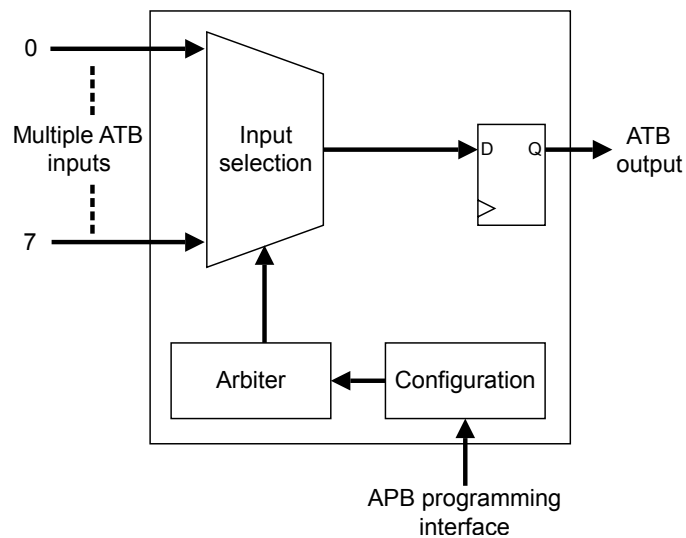 0
Multiple ATB
inputs
7
Input
selection
D
Q
ATB
output
Arbiter
Configuration
APB programming
interface